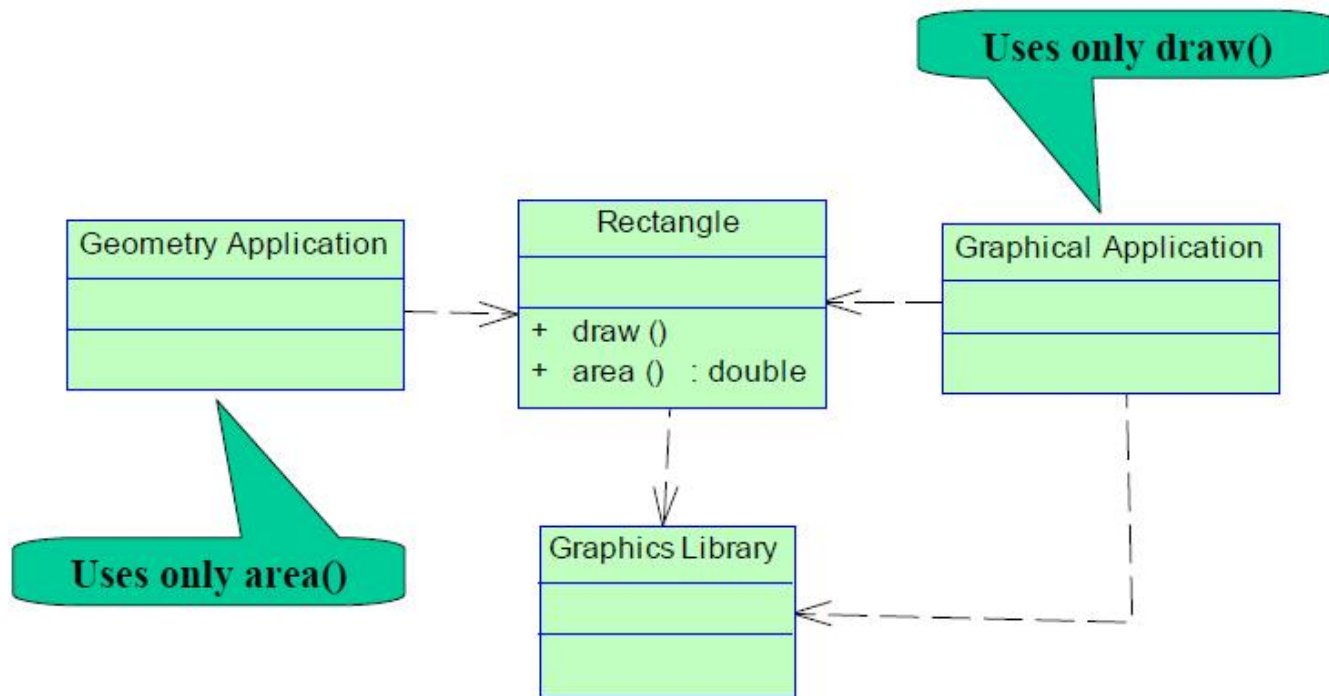 Uses only draw()
Rectangle
Geometry Application
Graphical Application
+ draw ()
+ area () : double
Graphics Library
Uses only area()